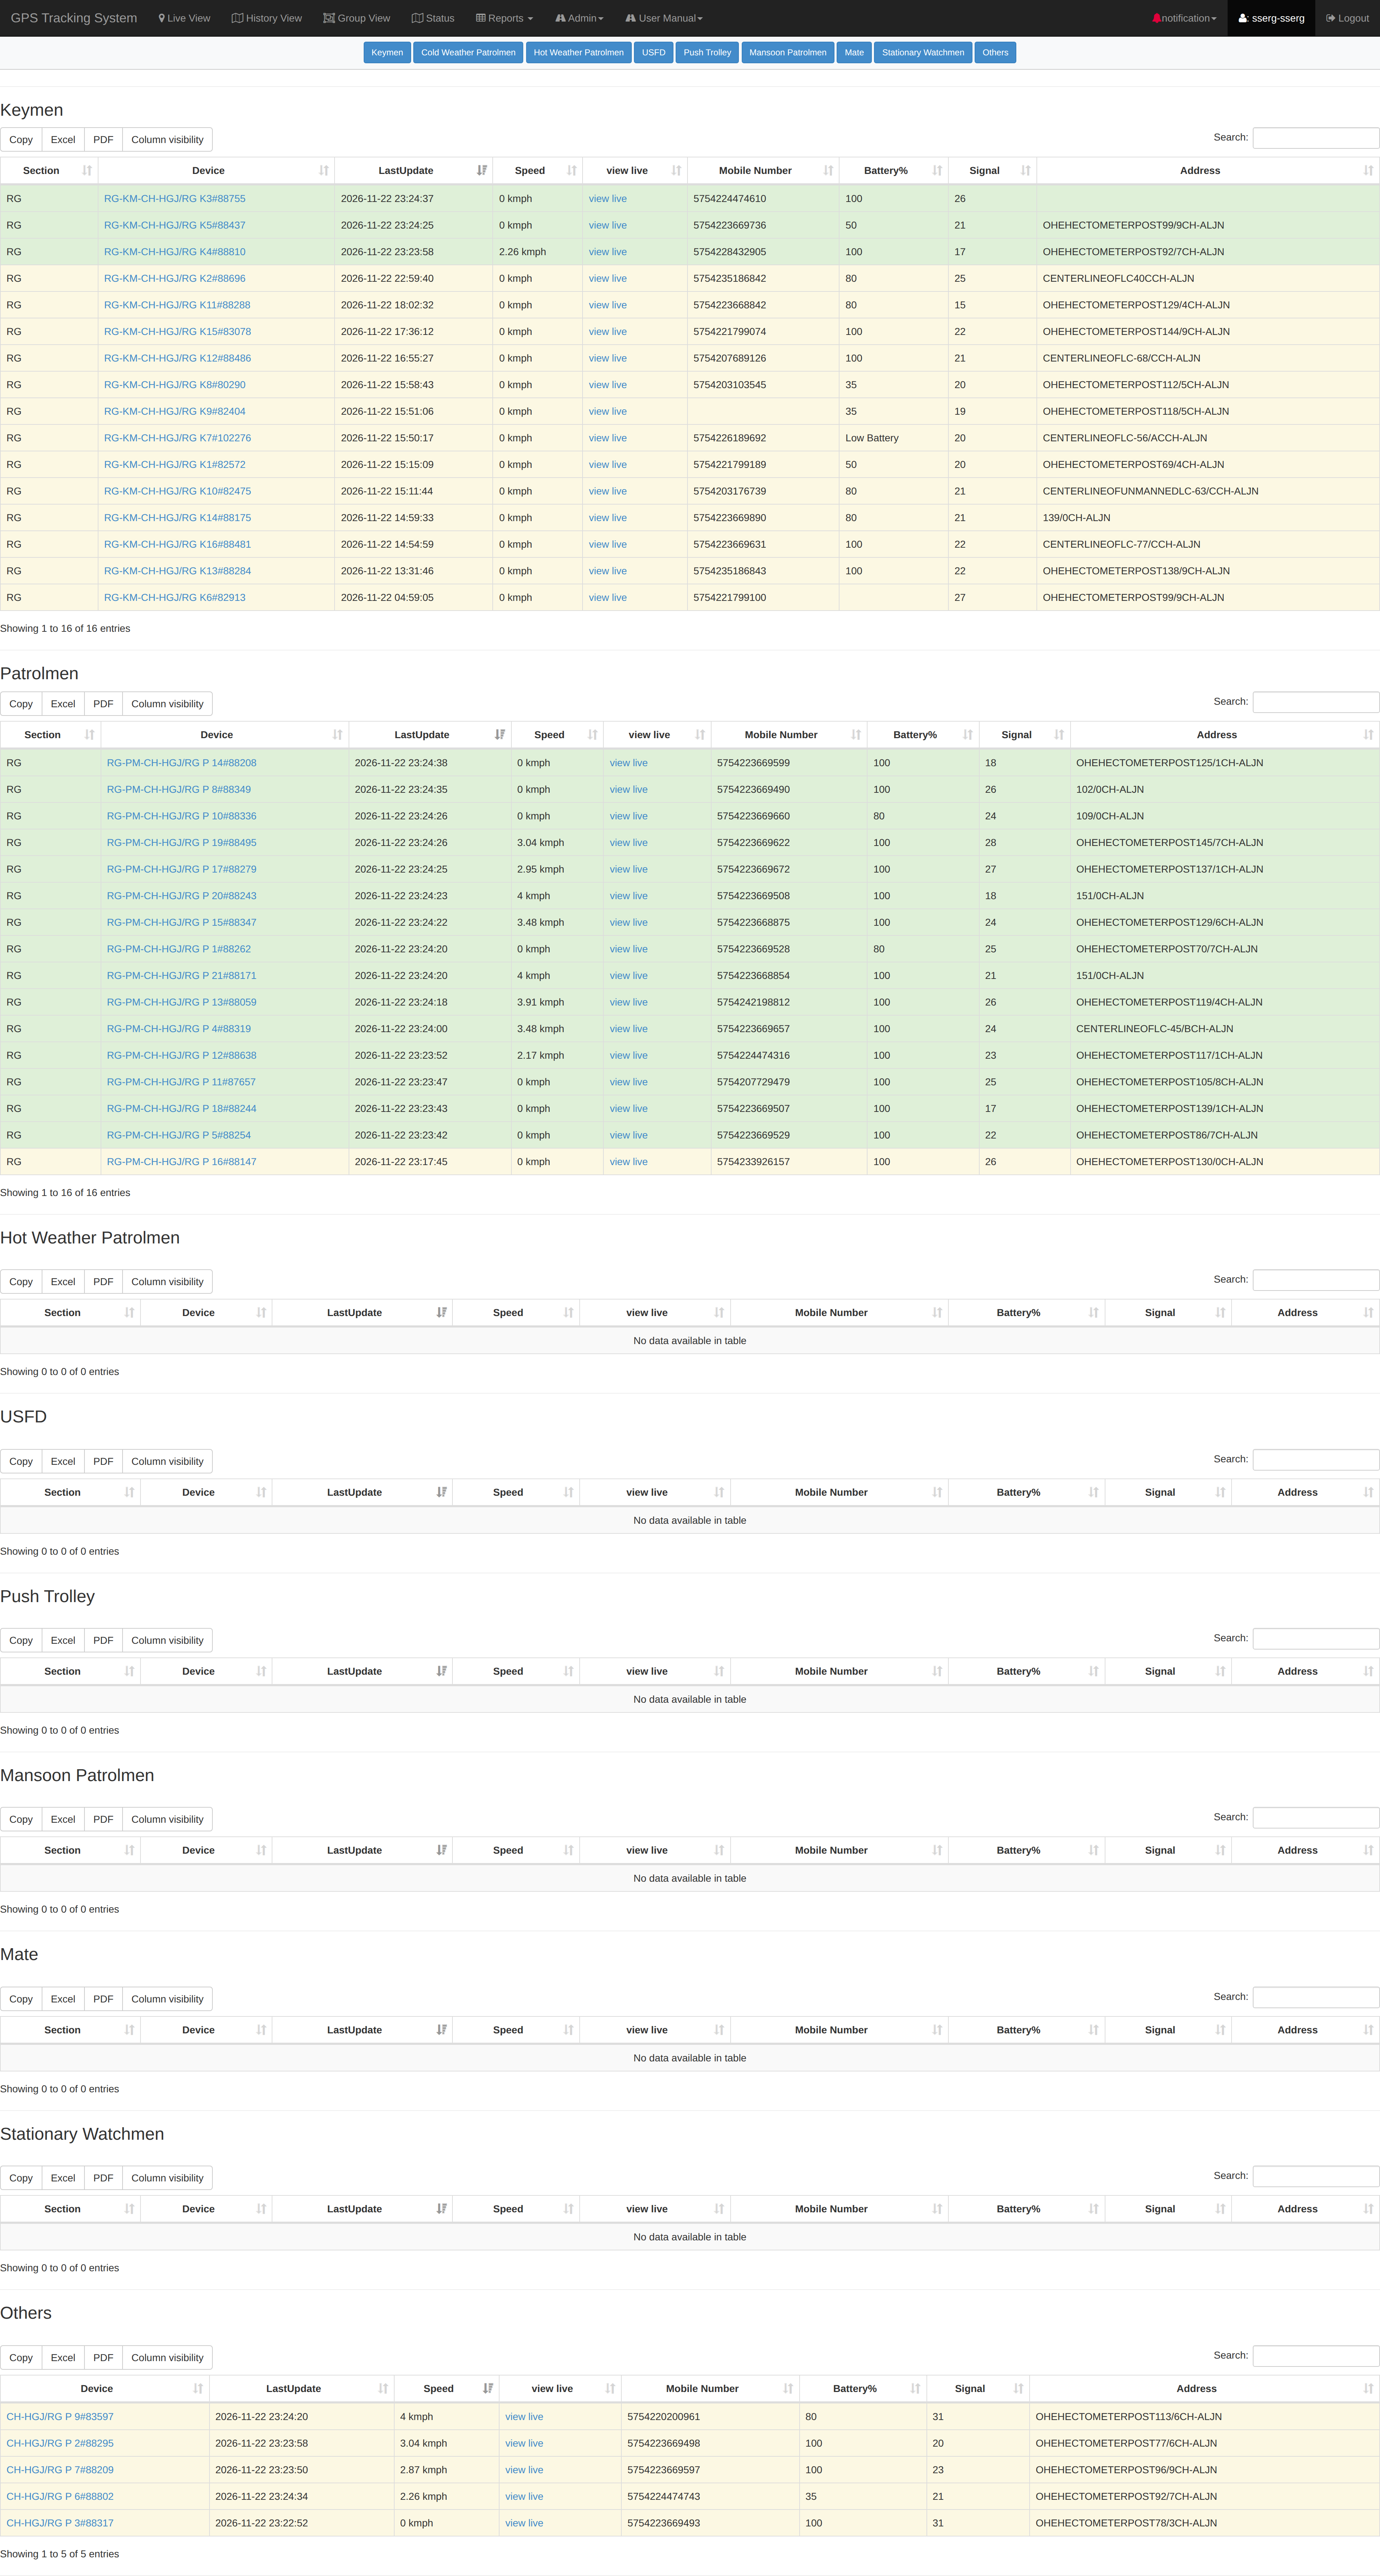 GPS Tracking System Live View History View Group View Status Reports Admin User Manual notification : sserg-sserg Logout
Keymen Cold Weather Patrolmen Hot Weather Patrolmen USFD Push Trolley Mansoon Patrolmen Mate Stationary Watchmen Others
Keymen
Copy Excel PDF Column visibility Search:
Section Device LastUpdate Speed view live Mobile Number Battery% Signal Address
RG RG-KM-CH-HGJ/RG K3#88755 2026-11-22 23:24:37 0 kmph view live 5754224474610 100 26
RG RG-KM-CH-HGJ/RG K5#88437 2026-11-22 23:24:25 0 kmph view live 5754223669736 50 21 OHEHECTOMETERPOST99/9CH-ALJN
RG RG-KM-CH-HGJ/RG K4#88810 2026-11-22 23:23:58 2.26 kmph view live 5754228432905 100 17 OHEHECTOMETERPOST92/7CH-ALJN
RG RG-KM-CH-HGJ/RG K2#88696 2026-11-22 22:59:40 0 kmph view live 5754235186842 80 25 CENTERLINEOFLC40CCH-ALJN
RG RG-KM-CH-HGJ/RG K11#88288 2026-11-22 18:02:32 0 kmph view live 5754223668842 80 15 OHEHECTOMETERPOST129/4CH-ALJN
RG RG-KM-CH-HGJ/RG K15#83078 2026-11-22 17:36:12 0 kmph view live 5754221799074 100 22 OHEHECTOMETERPOST144/9CH-ALJN
RG RG-KM-CH-HGJ/RG K12#88486 2026-11-22 16:55:27 0 kmph view live 5754207689126 100 21 CENTERLINEOFLC-68/CCH-ALJN
RG RG-KM-CH-HGJ/RG K8#80290 2026-11-22 15:58:43 0 kmph view live 5754203103545 35 20 OHEHECTOMETERPOST112/5CH-ALJN
RG RG-KM-CH-HGJ/RG K9#82404 2026-11-22 15:51:06 0 kmph view live 35 19 OHEHECTOMETERPOST118/5CH-ALJN
RG RG-KM-CH-HGJ/RG K7#102276 2026-11-22 15:50:17 0 kmph view live 5754226189692 Low Battery 20 CENTERLINEOFLC-56/ACCH-ALJN
RG RG-KM-CH-HGJ/RG K1#82572 2026-11-22 15:15:09 0 kmph view live 5754221799189 50 20 OHEHECTOMETERPOST69/4CH-ALJN
RG RG-KM-CH-HGJ/RG K10#82475 2026-11-22 15:11:44 0 kmph view live 5754203176739 80 21 CENTERLINEOFUNMANNEDLC-63/CCH-ALJN
RG RG-KM-CH-HGJ/RG K14#88175 2026-11-22 14:59:33 0 kmph view live 5754223669890 80 21 139/0CH-ALJN
RG RG-KM-CH-HGJ/RG K16#88481 2026-11-22 14:54:59 0 kmph view live 5754223669631 100 22 CENTERLINEOFLC-77/CCH-ALJN
RG RG-KM-CH-HGJ/RG K13#88284 2026-11-22 13:31:46 0 kmph view live 5754235186843 100 22 OHEHECTOMETERPOST138/9CH-ALJN
RG RG-KM-CH-HGJ/RG K6#82913 2026-11-22 04:59:05 0 kmph view live 5754221799100 27 OHEHECTOMETERPOST99/9CH-ALJN
Showing 1 to 16 of 16 entries
Patrolmen
Copy Excel PDF Column visibility Search:
Section Device LastUpdate Speed view live Mobile Number Battery% Signal Address
RG RG-PM-CH-HGJ/RG P 14#88208 2026-11-22 23:24:38 0 kmph view live 5754223669599 100 18 OHEHECTOMETERPOST125/1CH-ALJN
RG RG-PM-CH-HGJ/RG P 8#88349 2026-11-22 23:24:35 0 kmph view live 5754223669490 100 26 102/0CH-ALJN
RG RG-PM-CH-HGJ/RG P 10#88336 2026-11-22 23:24:26 0 kmph view live 5754223669660 80 24 109/0CH-ALJN
RG RG-PM-CH-HGJ/RG P 19#88495 2026-11-22 23:24:26 3.04 kmph view live 5754223669622 100 28 OHEHECTOMETERPOST145/7CH-ALJN
RG RG-PM-CH-HGJ/RG P 17#88279 2026-11-22 23:24:25 2.95 kmph view live 5754223669672 100 27 OHEHECTOMETERPOST137/1CH-ALJN
RG RG-PM-CH-HGJ/RG P 20#88243 2026-11-22 23:24:23 4 kmph view live 5754223669508 100 18 151/0CH-ALJN
RG RG-PM-CH-HGJ/RG P 15#88347 2026-11-22 23:24:22 3.48 kmph view live 5754223668875 100 24 OHEHECTOMETERPOST129/6CH-ALJN
RG RG-PM-CH-HGJ/RG P 1#88262 2026-11-22 23:24:20 0 kmph view live 5754223669528 80 25 OHEHECTOMETERPOST70/7CH-ALJN
RG RG-PM-CH-HGJ/RG P 21#88171 2026-11-22 23:24:20 4 kmph view live 5754223668854 100 21 151/0CH-ALJN
RG RG-PM-CH-HGJ/RG P 13#88059 2026-11-22 23:24:18 3.91 kmph view live 5754242198812 100 26 OHEHECTOMETERPOST119/4CH-ALJN
RG RG-PM-CH-HGJ/RG P 4#88319 2026-11-22 23:24:00 3.48 kmph view live 5754223669657 100 24 CENTERLINEOFLC-45/BCH-ALJN
RG RG-PM-CH-HGJ/RG P 12#88638 2026-11-22 23:23:52 2.17 kmph view live 5754224474316 100 23 OHEHECTOMETERPOST117/1CH-ALJN
RG RG-PM-CH-HGJ/RG P 11#87657 2026-11-22 23:23:47 0 kmph view live 5754207729479 100 25 OHEHECTOMETERPOST105/8CH-ALJN
RG RG-PM-CH-HGJ/RG P 18#88244 2026-11-22 23:23:43 0 kmph view live 5754223669507 100 17 OHEHECTOMETERPOST139/1CH-ALJN
RG RG-PM-CH-HGJ/RG P 5#88254 2026-11-22 23:23:42 0 kmph view live 5754223669529 100 22 OHEHECTOMETERPOST86/7CH-ALJN
RG RG-PM-CH-HGJ/RG P 16#88147 2026-11-22 23:17:45 0 kmph view live 5754233926157 100 26 OHEHECTOMETERPOST130/0CH-ALJN
Showing 1 to 16 of 16 entries
Hot Weather Patrolmen
Copy Excel PDF Column visibility Search:
Section Device LastUpdate Speed view live Mobile Number Battery% Signal Address
No data available in table
Showing 0 to 0 of 0 entries
USFD
Copy Excel PDF Column visibility Search:
Section Device LastUpdate Speed view live Mobile Number Battery% Signal Address
No data available in table
Showing 0 to 0 of 0 entries
Push Trolley
Copy Excel PDF Column visibility Search:
Section Device LastUpdate Speed view live Mobile Number Battery% Signal Address
No data available in table
Showing 0 to 0 of 0 entries
Mansoon Patrolmen
Copy Excel PDF Column visibility Search:
Section Device LastUpdate Speed view live Mobile Number Battery% Signal Address
No data available in table
Showing 0 to 0 of 0 entries
Mate
Copy Excel PDF Column visibility Search:
Section Device LastUpdate Speed view live Mobile Number Battery% Signal Address
No data available in table
Showing 0 to 0 of 0 entries
Stationary Watchmen
Copy Excel PDF Column visibility Search:
Section Device LastUpdate Speed view live Mobile Number Battery% Signal Address
No data available in table
Showing 0 to 0 of 0 entries
Others
Copy Excel PDF Column visibility Search:
Device LastUpdate Speed view live Mobile Number Battery% Signal Address
CH-HGJ/RG P 9#83597 2026-11-22 23:24:20 4 kmph view live 5754220200961 80 31 OHEHECTOMETERPOST113/6CH-ALJN
CH-HGJ/RG P 2#88295 2026-11-22 23:23:58 3.04 kmph view live 5754223669498 100 20 OHEHECTOMETERPOST77/6CH-ALJN
CH-HGJ/RG P 7#88209 2026-11-22 23:23:50 2.87 kmph view live 5754223669597 100 23 OHEHECTOMETERPOST96/9CH-ALJN
CH-HGJ/RG P 6#88802 2026-11-22 23:24:34 2.26 kmph view live 5754224474743 35 21 OHEHECTOMETERPOST92/7CH-ALJN
CH-HGJ/RG P 3#88317 2026-11-22 23:22:52 0 kmph view live 5754223669493 100 31 OHEHECTOMETERPOST78/3CH-ALJN
Showing 1 to 5 of 5 entries